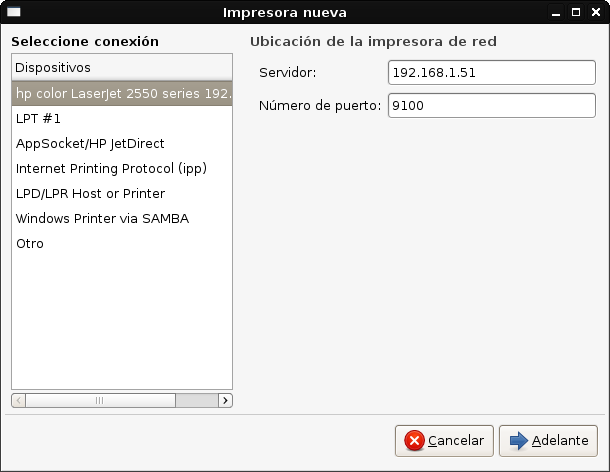 Impresora nueva
Seleccione conexión
Dispositivos
hp color LaserJet 2550 series 192.
LPT #1
AppSocket/HP JetDirect
Internet Printing Protocol (ipp)
LPD/LPR Host or Printer
Windows Printer via SAMBA
Otro
Ubicación de la impresora de red
Servidor: 192.168.1.51
Número de puerto: 9100
Cancelar Adelante